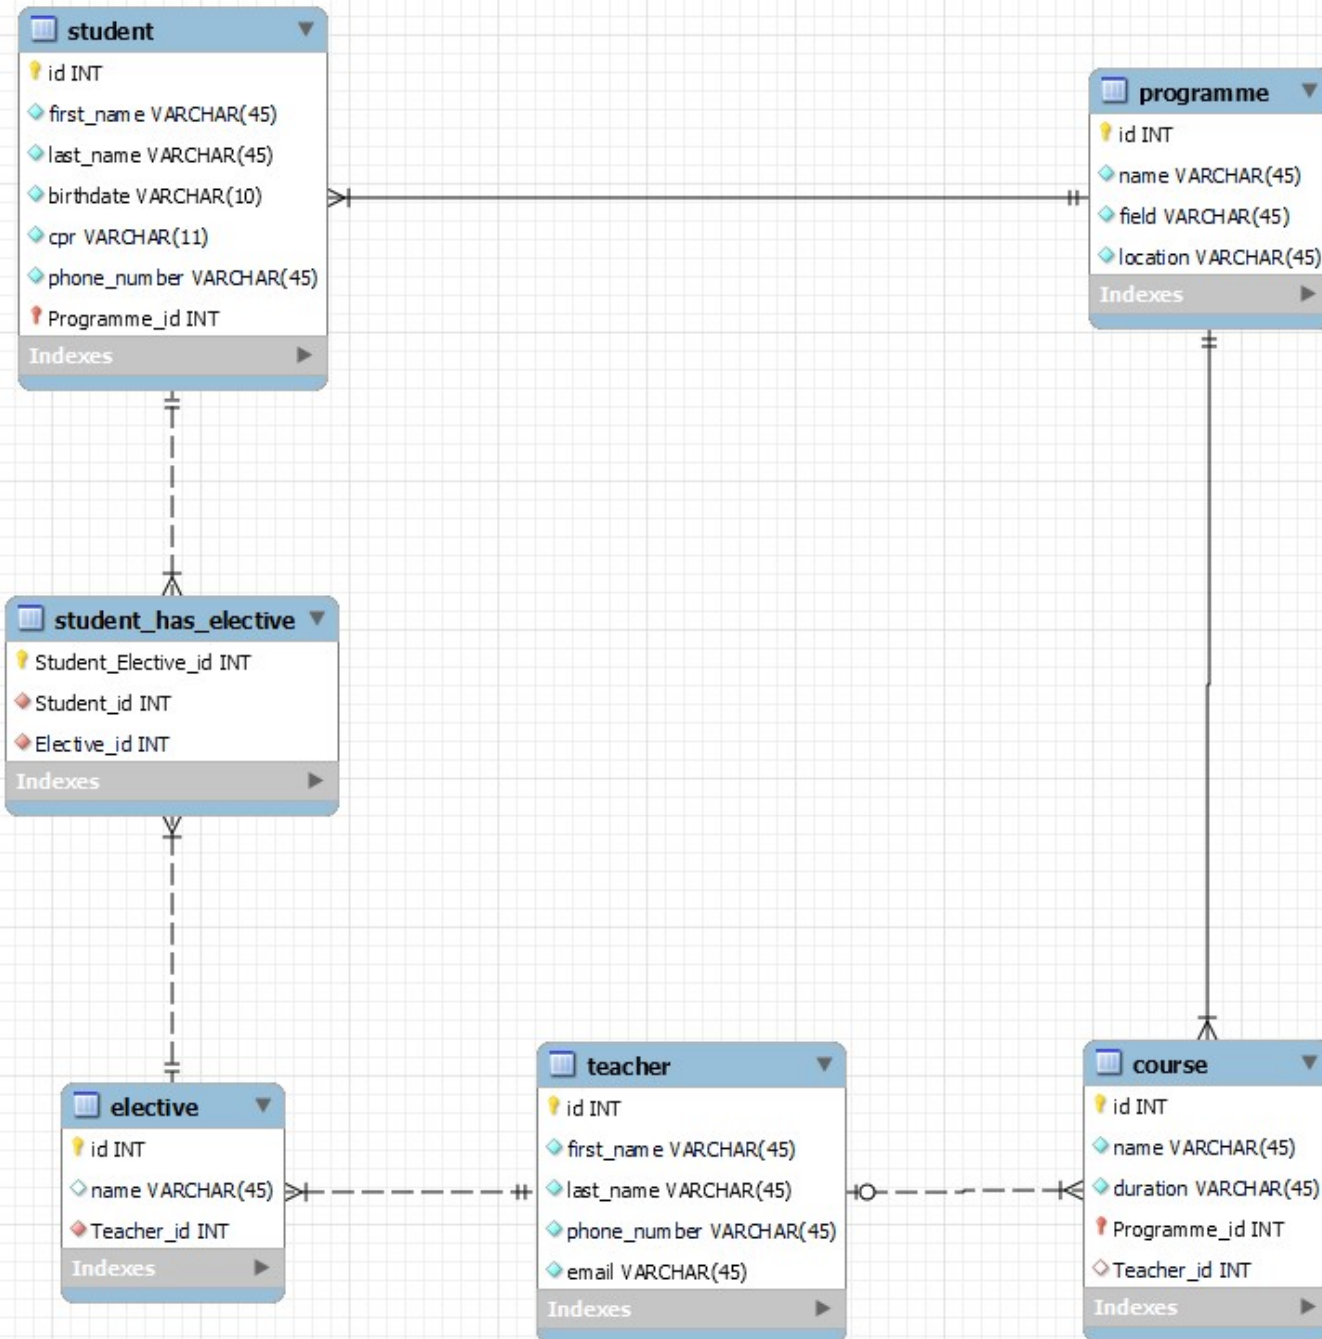 student
id INT
first_name VARCHAR(45)
last_name VARCHAR(45)
birthdate VARCHAR(10)
cpr VARCHAR(11)
phone_number VARCHAR(45)
Programme_id INT
Indexes
programme
id INT
name VARCHAR(45)
field VARCHAR(45)
location VARCHAR(45)
Indexes
student_has_elective
Student_Elective_id INT
Student_id INT
Elective_id INT
Indexes
elective
id INT
name VARCHAR(45)
Teacher_id INT
Indexes
teacher
id INT
first_name VARCHAR(45)
last_name VARCHAR(45)
phone_number VARCHAR(45)
email VARCHAR(45)
Indexes
course
id INT
name VARCHAR(45)
duration VARCHAR(45)
Programme_id INT
Teacher_id INT
Indexes